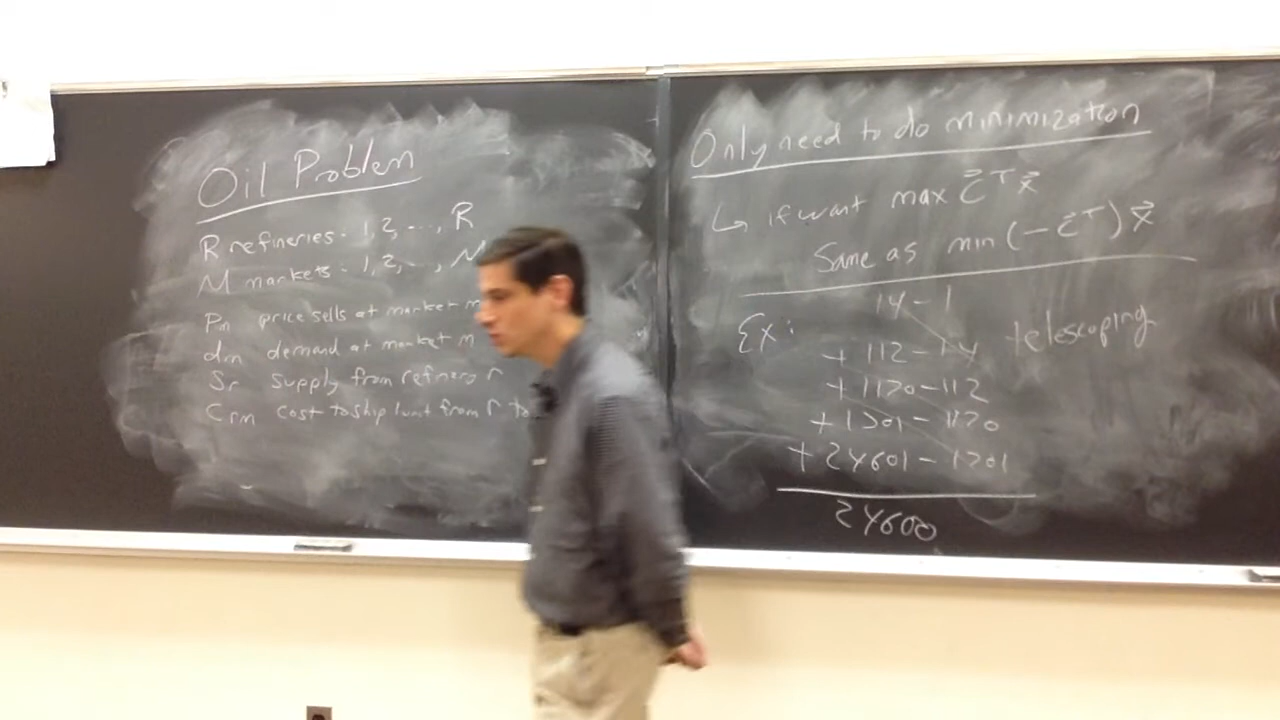 Oil Problem
R refineries - 1, 2, ..., R
M markets - 1, 2, ..., M
Pm price sells at market m
dm demand at market m
Sr supply from refinery r
Crm cost to ship 1 unit from r to
Only need to do minimization
↳ if want max c⃗ᵀx⃗
Same as min (-c⃗ᵀ)x⃗
Ex:
14 - 1
+ 112 - 14 telescoping
+ 1120 - 112
+ 1201 - 1120
+ 24601 - 1201
24600